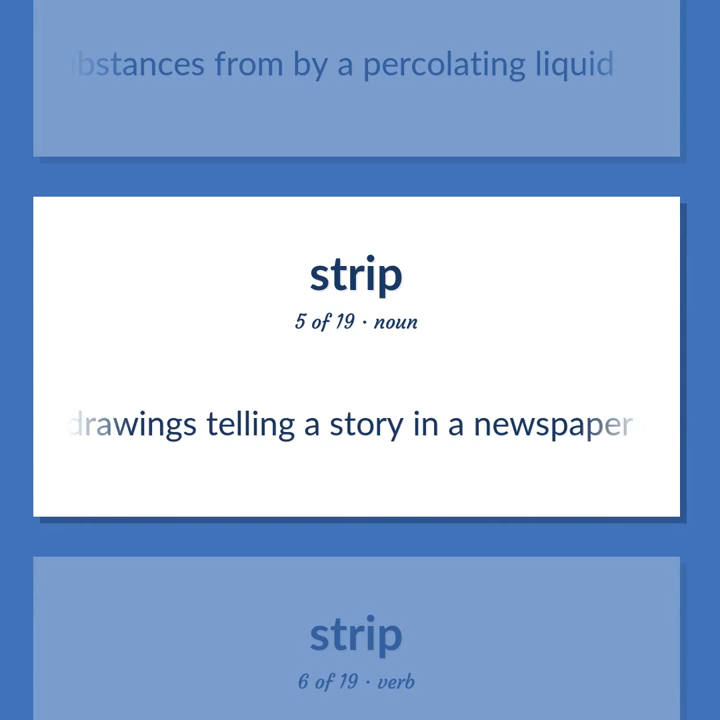 substances from by a percolating liquid
strip
5 of 19 · noun
drawings telling a story in a newspaper
strip
6 of 19 · verb